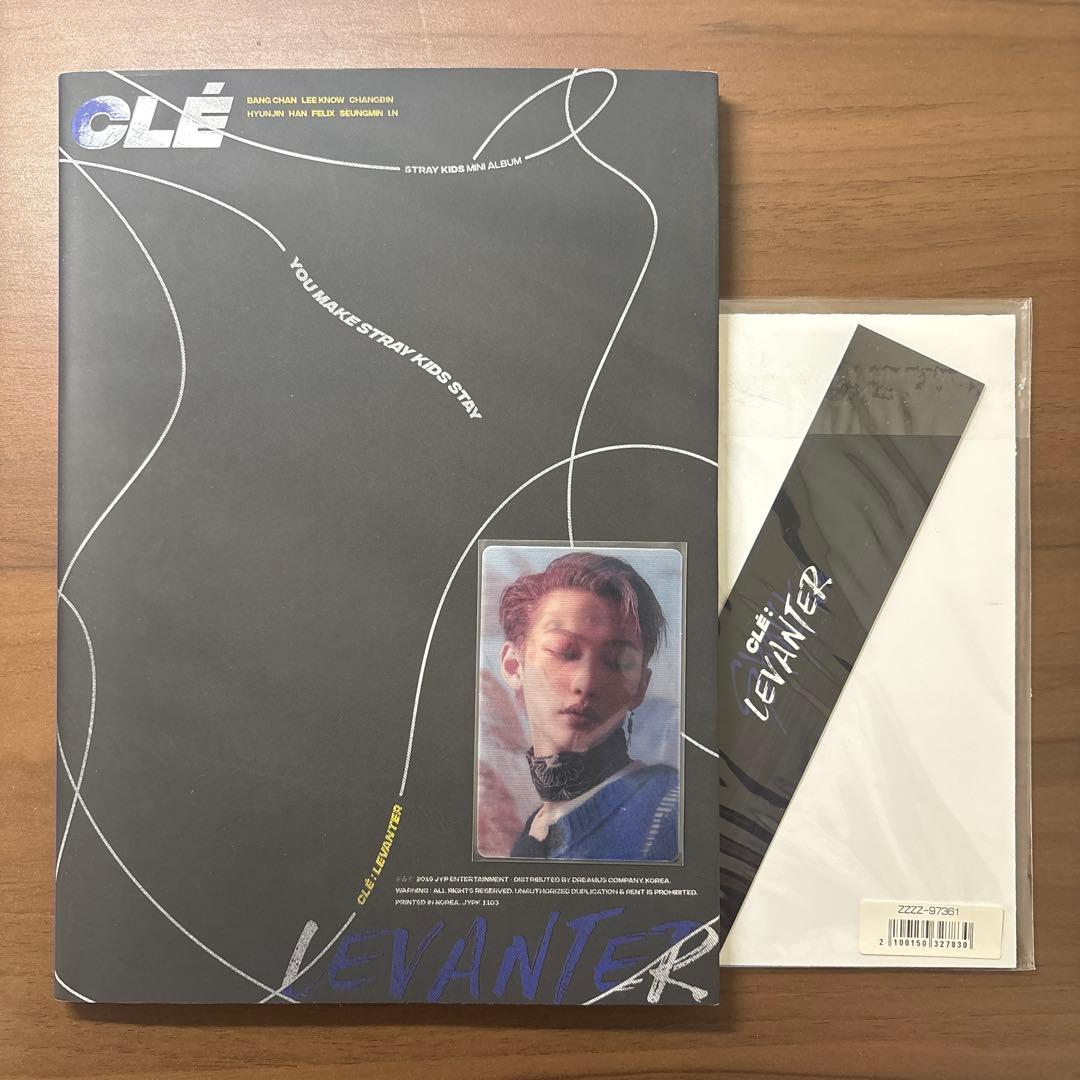 CLÉ
BANG CHAN LEE KNOW CHANGBIN
HYUNJIN HAN FELIX SEUNGMIN I.N
STRAY KIDS MINI ALBUM
YOU MAKE STRAY KIDS STAY
CLÉ : LEVANTER
℗ & © 2019 JYP ENTERTAINMENT · DISTRIBUTED BY DREAMUS COMPANY, KOREA.
WARNING : ALL RIGHTS RESERVED. UNAUTHORIZED DUPLICATION & RENT IS PROHIBITED.
PRINTED IN KOREA. JYPK 1103
LEVANTER
CLÉ:
LEVANTER
ZZZZ-97361
2 100150 327830